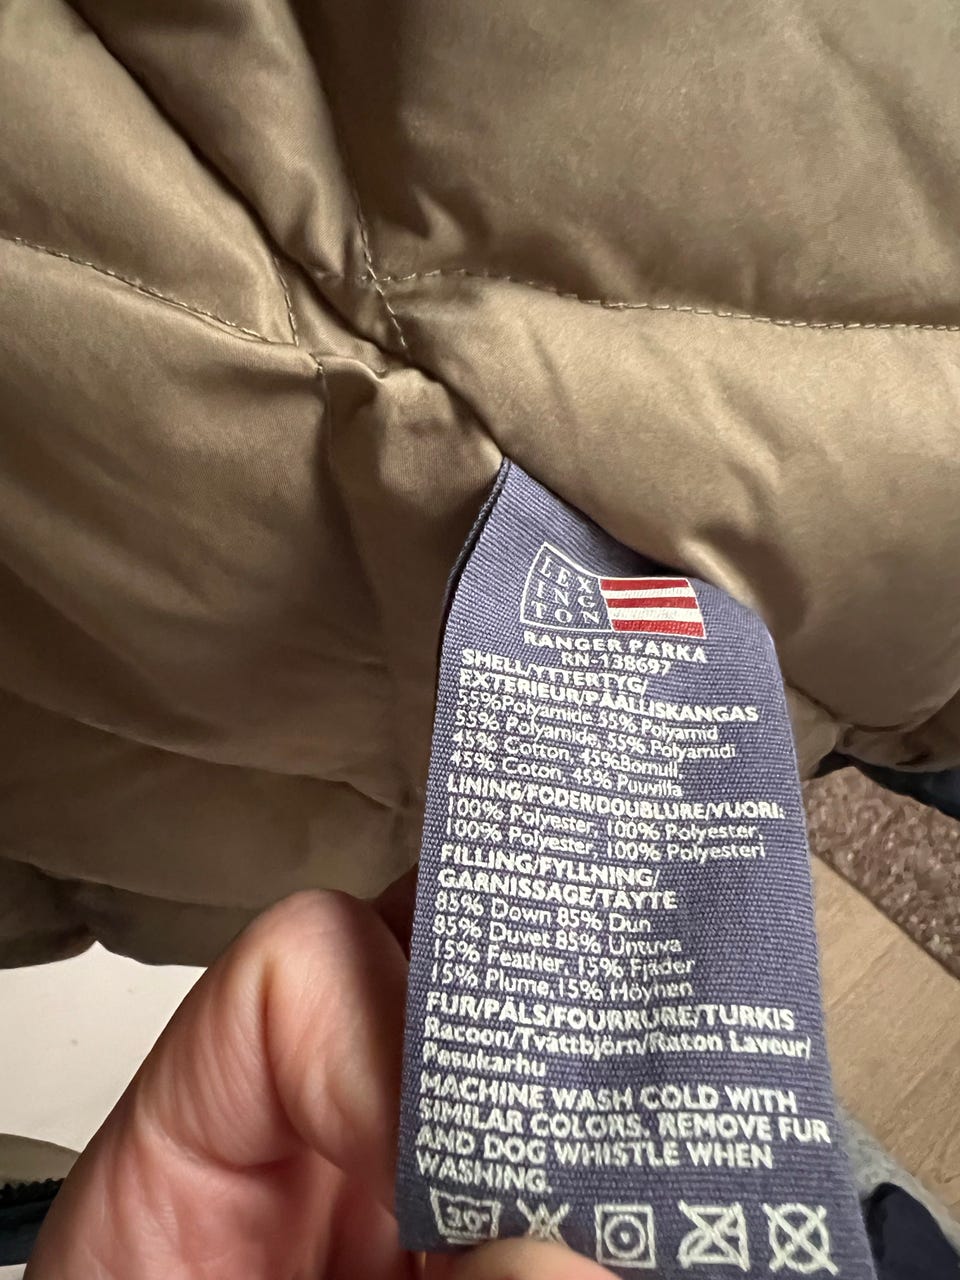 LEX
ING
TON
RANGER PARKA
RN-138697
SHELL/YTTERTYG/
EXTERIEUR/PÄÄLLISKANGAS
55%Polyamide 55% Polyamid
55% Polyamide, 55% Polyamidi
45% Cotton, 45%Bomull,
45% Coton, 45% Puuvilla
LINING/FODER/DOUBLURE/VUORI:
100% Polyester, 100% Polyester,
100% Polyester, 100% Polyesteri
FILLING/FYLLNING/
GARNISSAGE/TÄYTE
85% Down 85% Dun
85% Duvet 85% Untuva
15% Feather, 15% Fjäder
15% Plume, 15% Höyhen
FUR/PÄLS/FOURRURE/TURKIS
Racoon/Tvättbjörn/Raton Laveur/
Pesukarhu
MACHINE WASH COLD WITH
SIMILAR COLORS. REMOVE FUR
AND DOG WHISTLE WHEN
WASHING.
30°